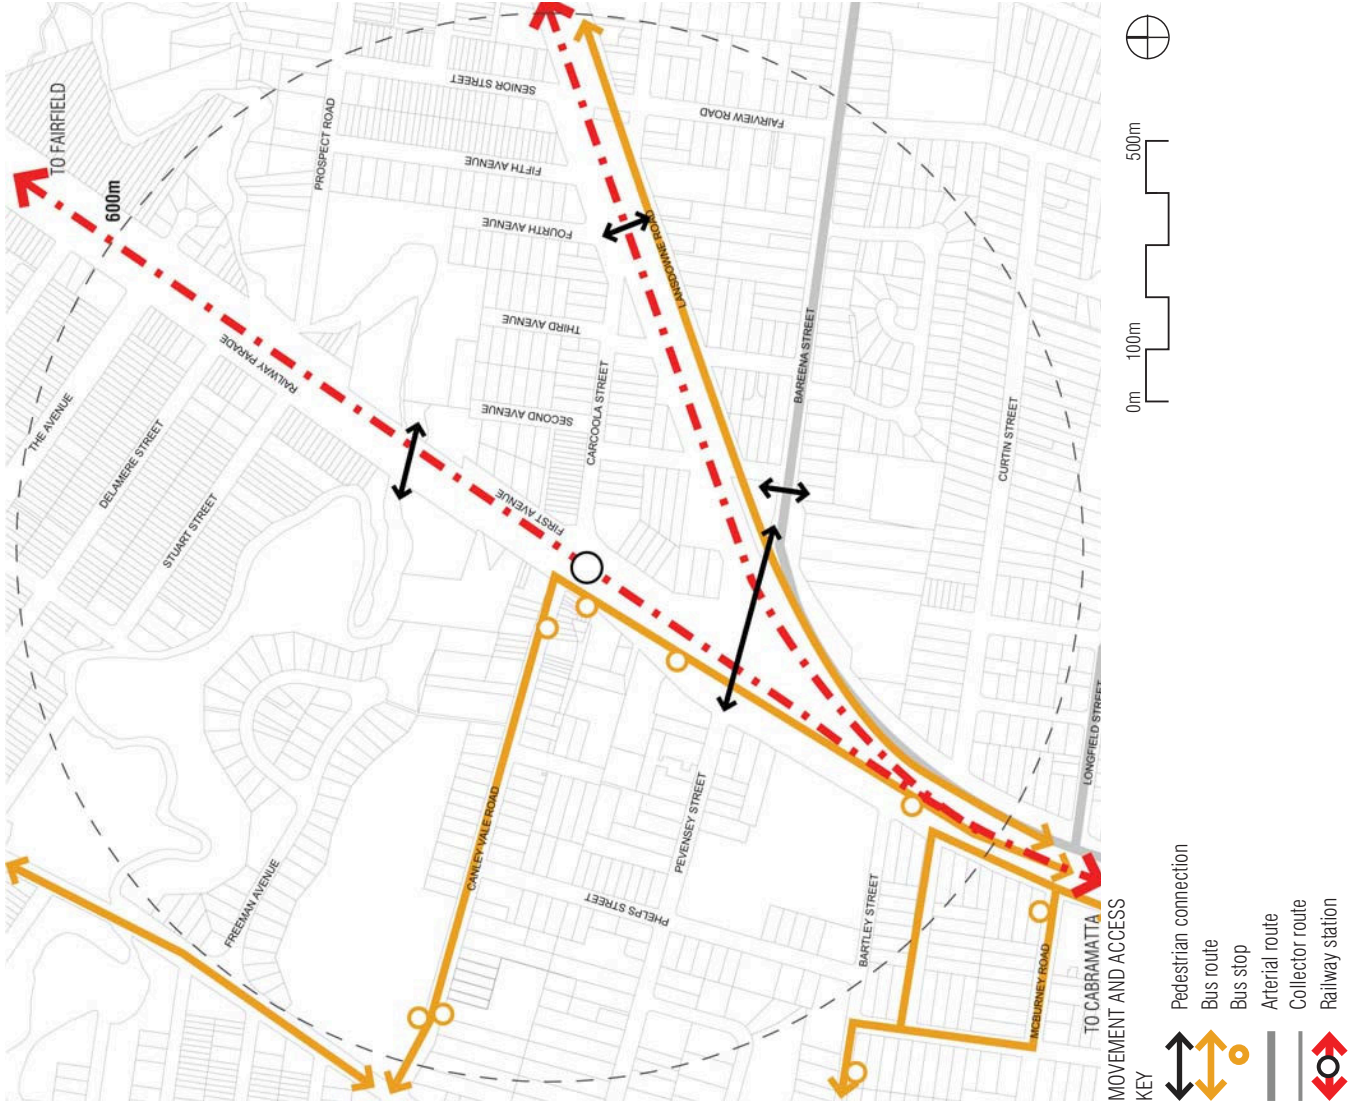 TO FAIRFIELD
600m
PROSPECT ROAD
SENIOR STREET
FIFTH AVENUE
FOURTH AVENUE
THIRD AVENUE
SECOND AVENUE
CARCOOLA STREET
FIRST AVENUE
RAILWAY PARADE
THE AVENUE
DELAMERE STREET
STUART STREET
FAIRVIEW ROAD
LANSDOWNE ROAD
BAREENA STREET
CURTIN STREET
LONGFIELD STREET
CANLEY VALE ROAD
FREEMAN AVENUE
PEVENSEY STREET
PHELPS STREET
BARTLEY STREET
MCBURNEY ROAD
TO CABRAMATTA
0m 100m 500m
MOVEMENT AND ACCESS
KEY
Pedestrian connection
Bus route
Bus stop
Arterial route
Collector route
Railway station